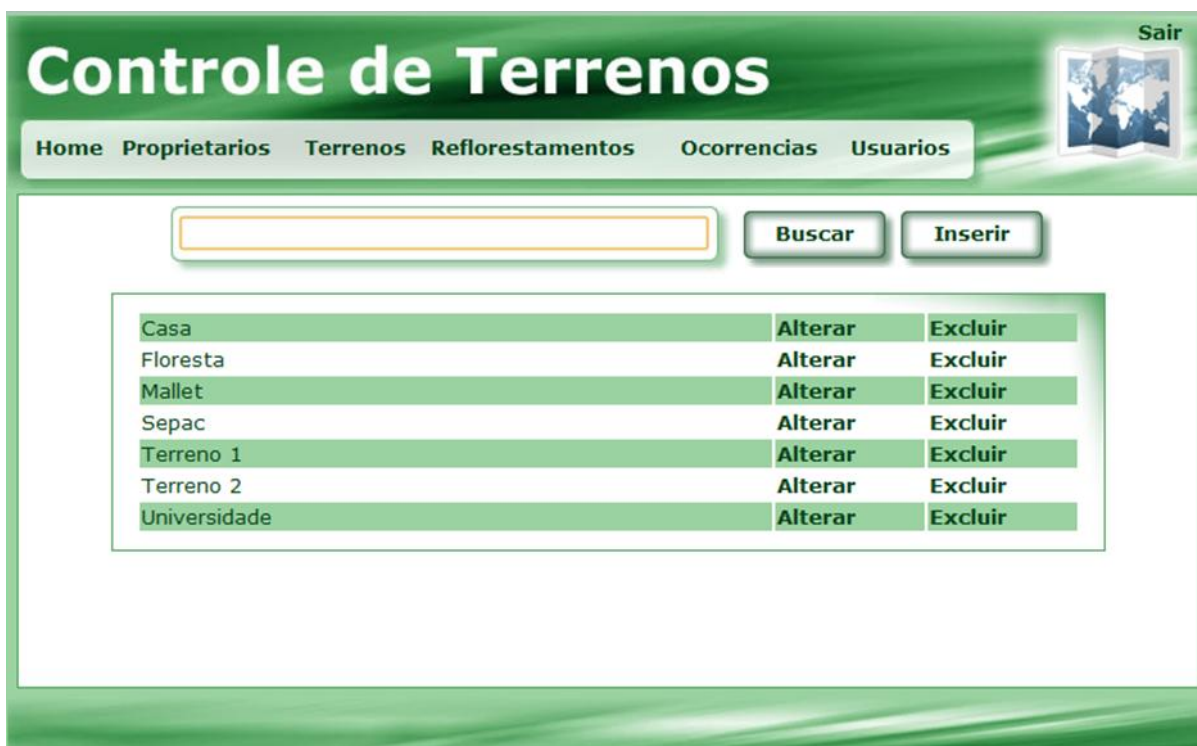 Sair
Controle de Terrenos
Home Proprietarios Terrenos Reflorestamentos Ocorrencias Usuarios
Buscar Inserir
Casa Alterar Excluir
Floresta Alterar Excluir
Mallet Alterar Excluir
Sepac Alterar Excluir
Terreno 1 Alterar Excluir
Terreno 2 Alterar Excluir
Universidade Alterar Excluir